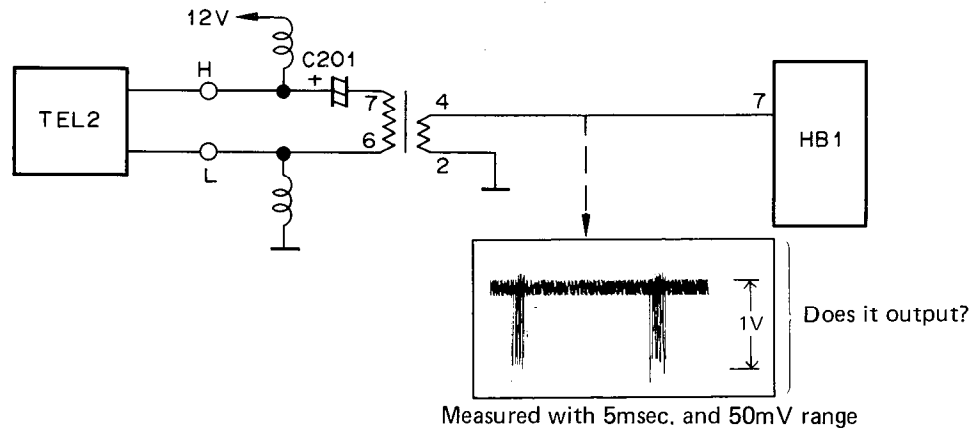 12V
C201
+
H
7
4
7
TEL2
HB1
6
2
L
1V
Does it output?
Measured with 5msec, and 50mV range